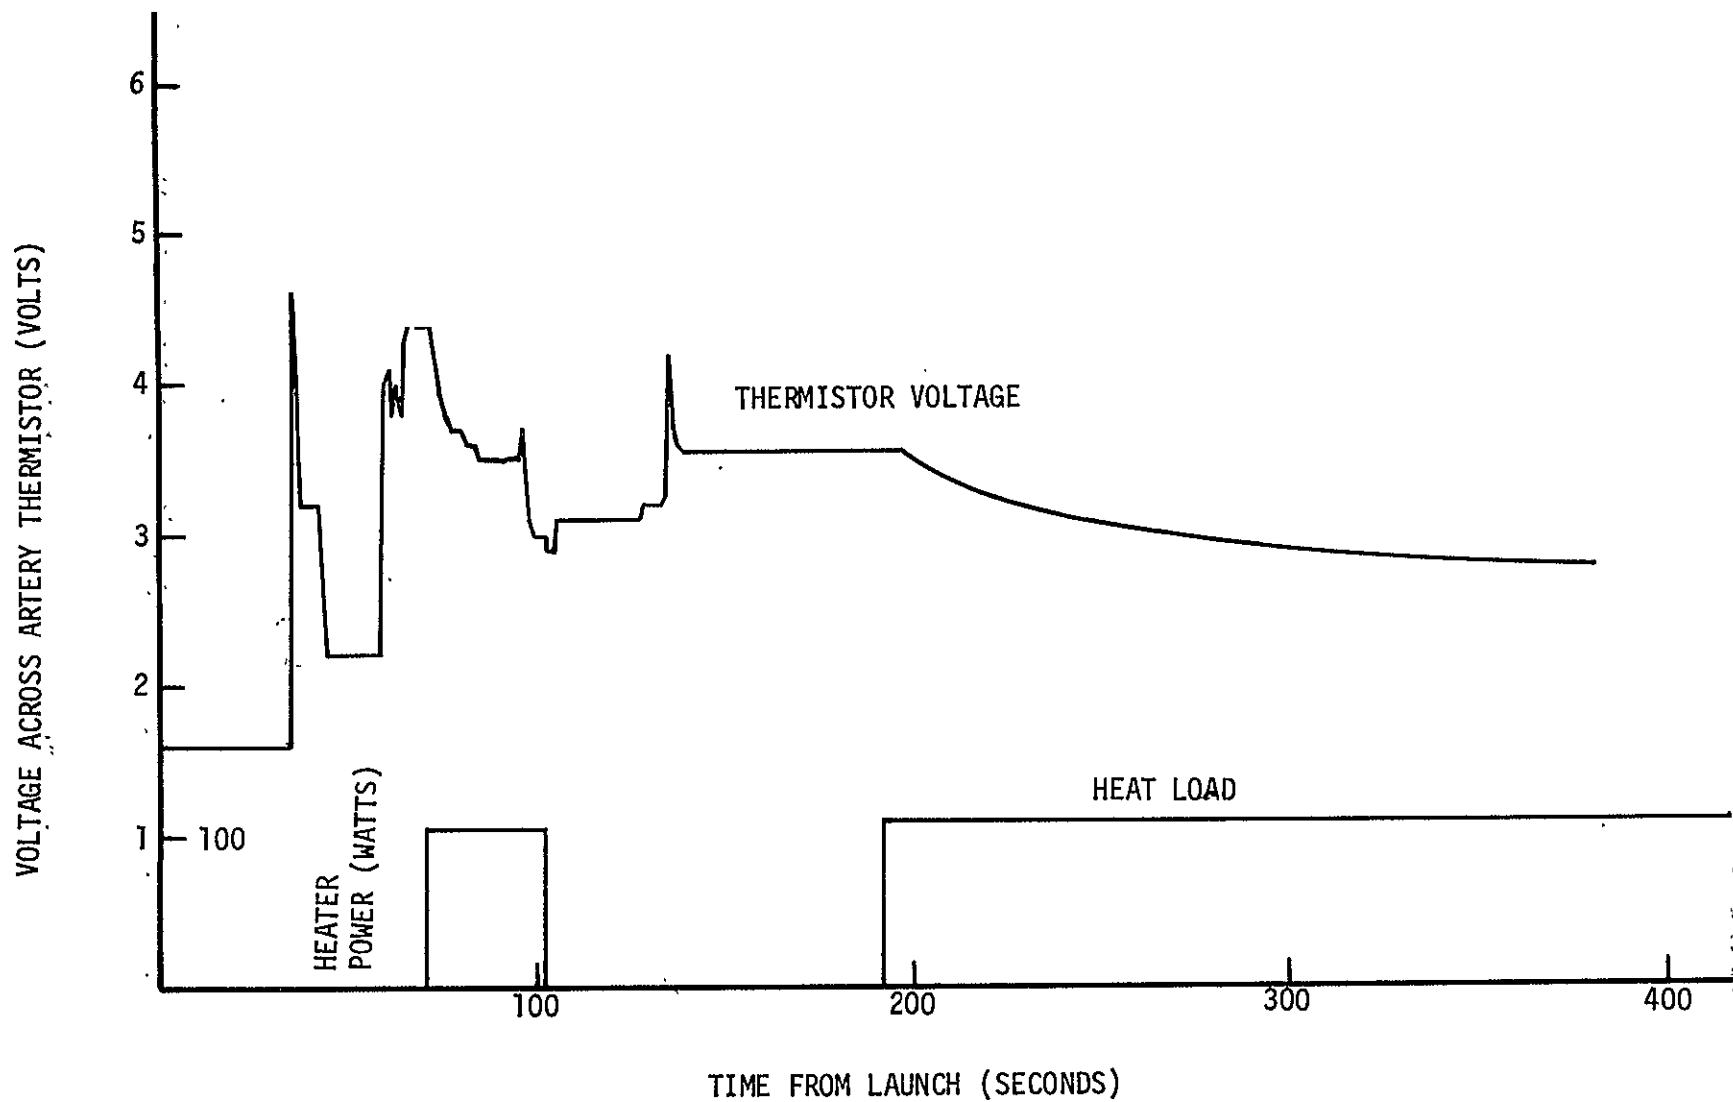 6
5
4
3
2
1
100
VOLTAGE ACROSS ARTERY THERMISTOR (VOLTS)
THERMISTOR VOLTAGE
HEATER
POWER (WATTS)
HEAT LOAD
100
200
300
400
TIME FROM LAUNCH (SECONDS)